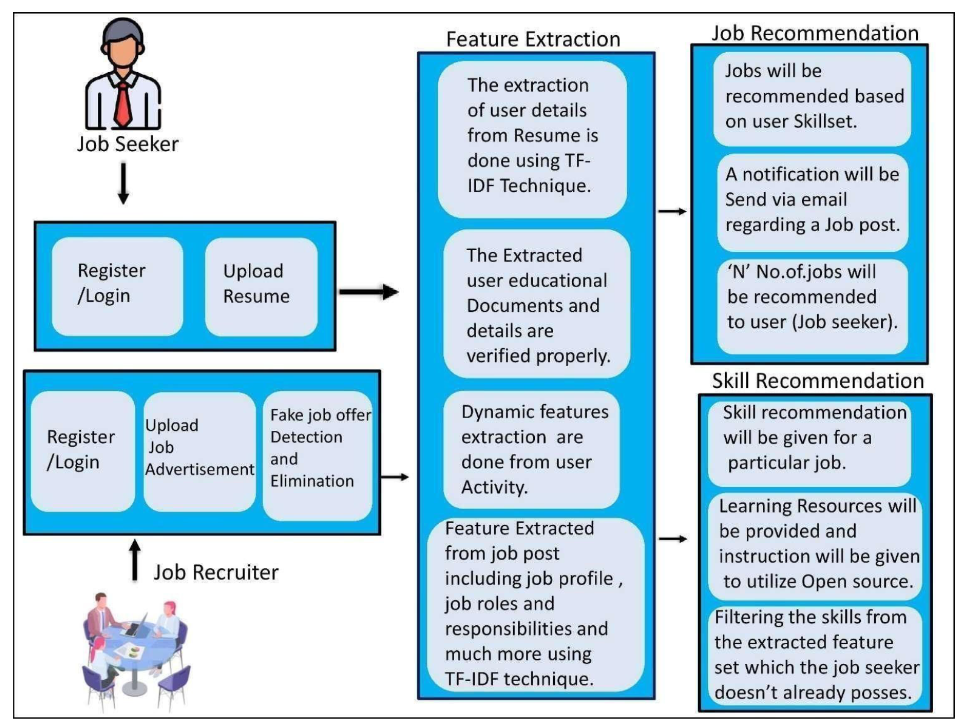 Job Seeker
Register
/Login
Upload
Resume
Register
/Login
Upload
Job
Advertisement
Fake job offer
Detection
and
Elimination
Job Recruiter
Feature Extraction
The extraction
of user details
from Resume is
done using TF-
IDF Technique.
The Extracted
user educational
Documents and
details are
verified properly.
Dynamic features
extraction are
done from user
Activity.
Feature Extracted
from job post
including job profile ,
job roles and
responsibilities and
much more using
TF-IDF technique.
Job Recommendation
Jobs will be
recommended based
on user Skillset.
A notification will be
Send via email
regarding a Job post.
‘N’ No.of.jobs will
be recommended
to user (Job seeker).
Skill Recommendation
Skill recommendation
will be given for a
particular job.
Learning Resources will
be provided and
instruction will be given
to utilize Open source.
Filtering the skills from
the extracted feature
set which the job seeker
doesn’t already posses.